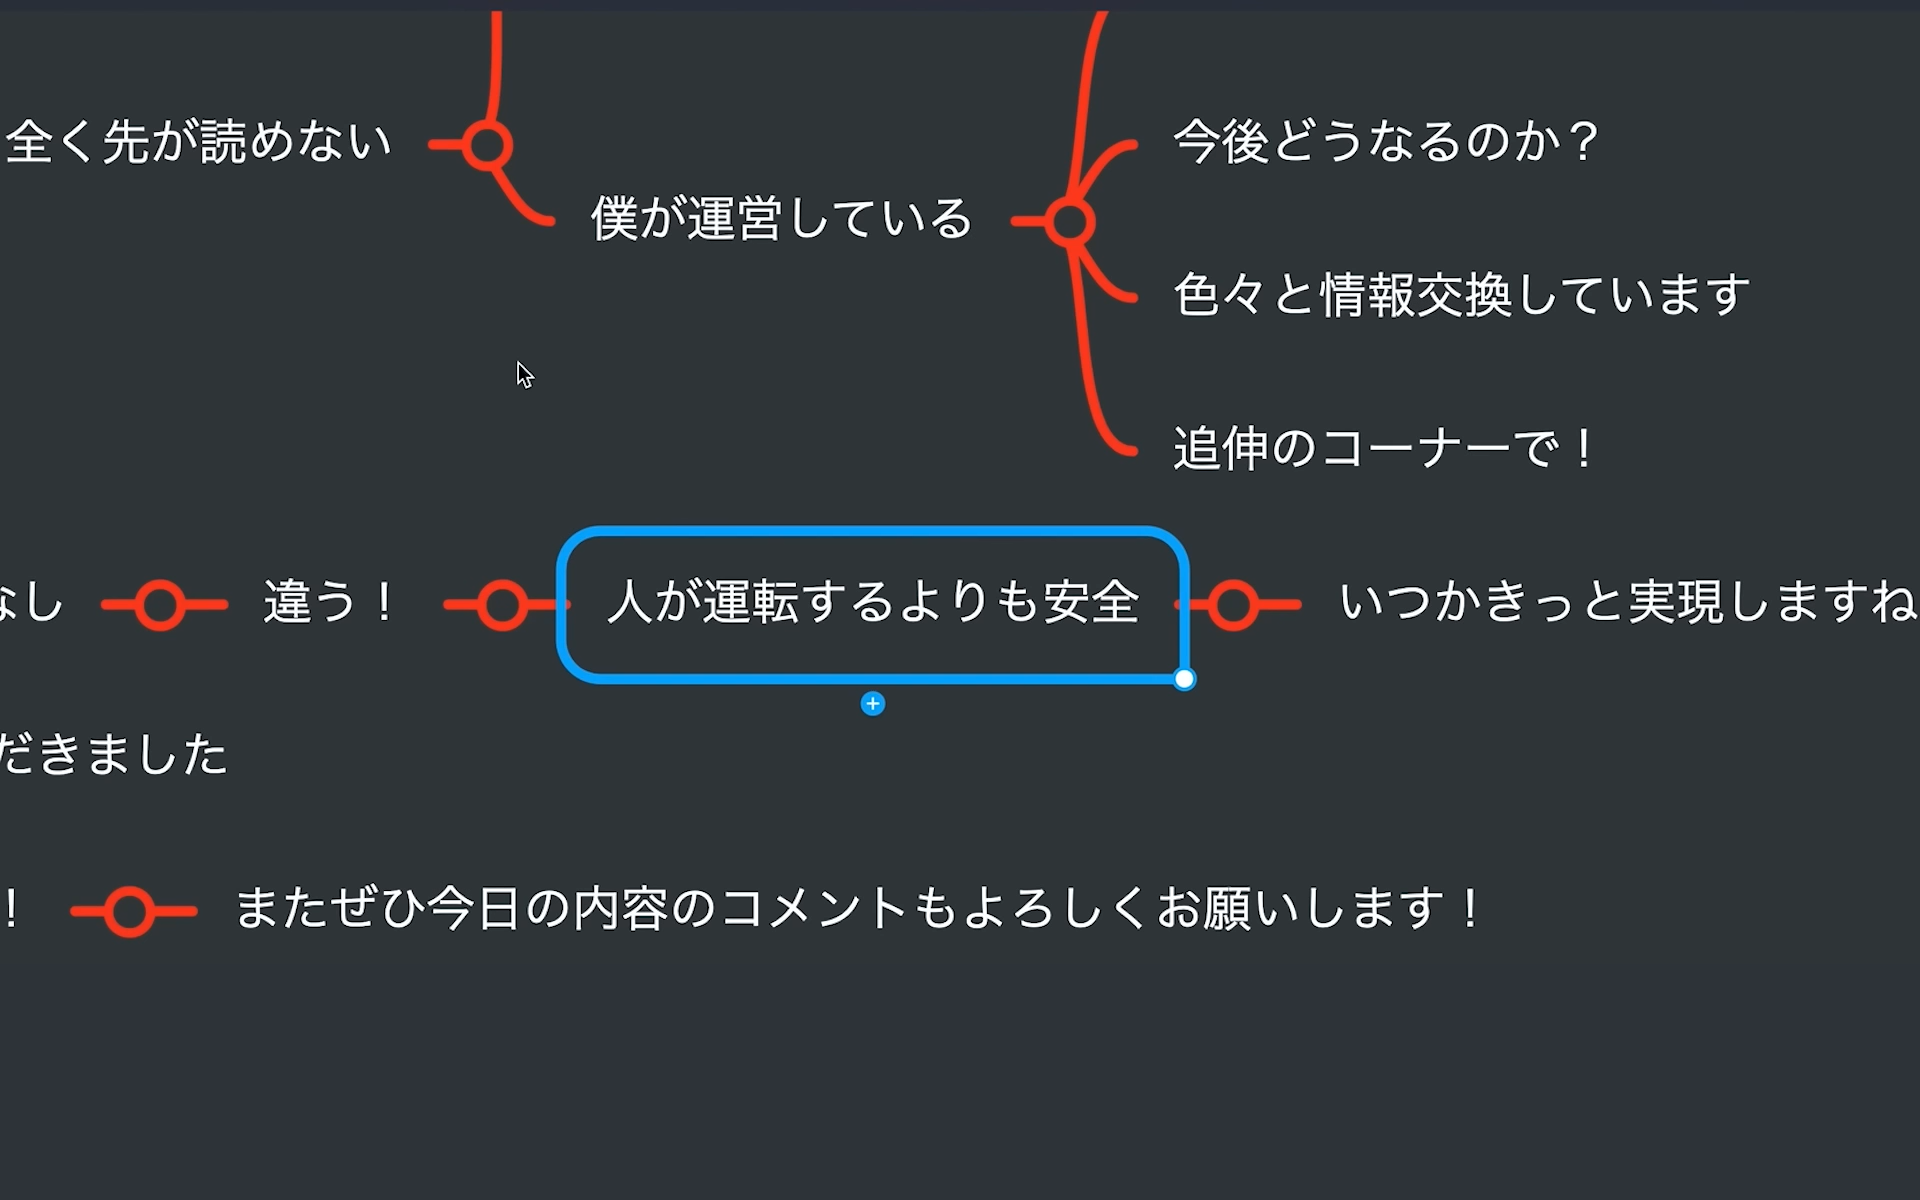 全く先が読めない
今後どうなるのか？
僕が運営している
色々と情報交換しています
追伸のコーナーで！
なし
違う！
人が運転するよりも安全
いつかきっと実現しますね
だきました
！
またぜひ今日の内容のコメントもよろしくお願いします！